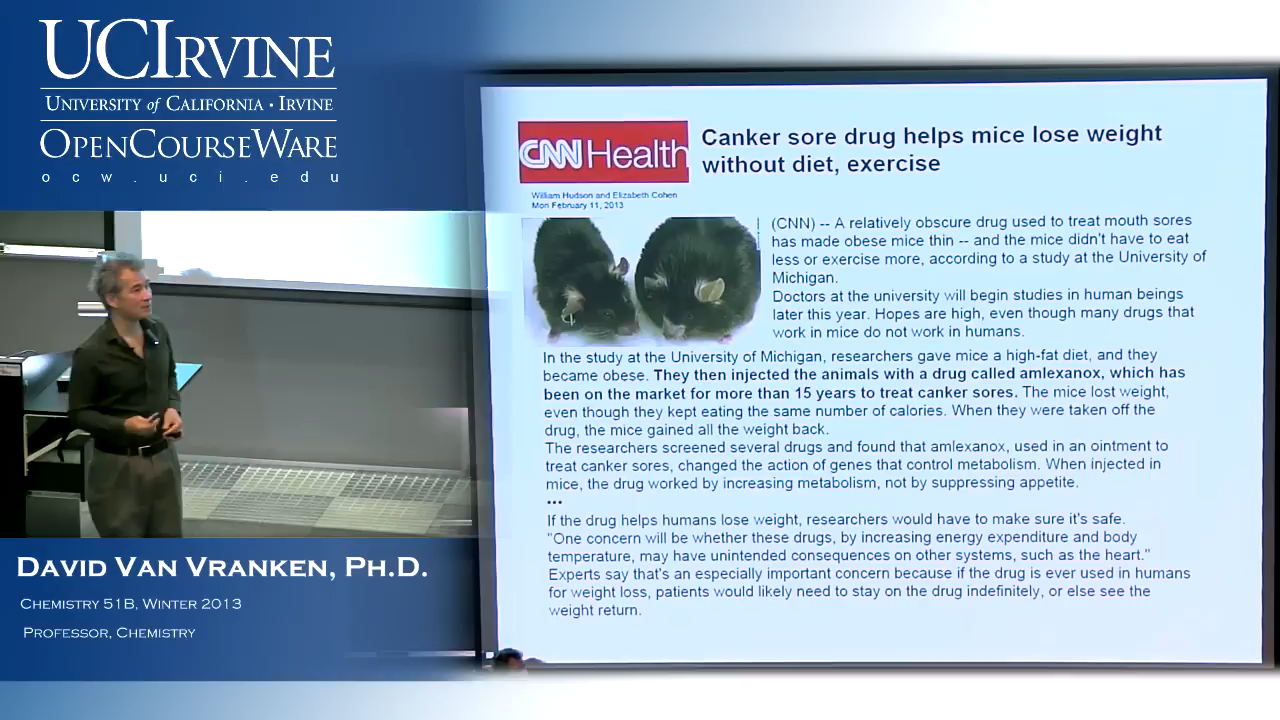 UCIRVINE
UNIVERSITY of CALIFORNIA · IRVINE
OPENCOURSEWARE
ocw.uci.edu
CNN Health
Canker sore drug helps mice lose weight
without diet, exercise
William Hudson and Elizabeth Cohen
Mon February 11, 2013
(CNN) -- A relatively obscure drug used to treat mouth sores
has made obese mice thin -- and the mice didn't have to eat
less or exercise more, according to a study at the University of
Michigan.
Doctors at the university will begin studies in human beings
later this year. Hopes are high, even though many drugs that
work in mice do not work in humans.
In the study at the University of Michigan, researchers gave mice a high-fat diet, and they
became obese. They then injected the animals with a drug called amlexanox, which has
been on the market for more than 15 years to treat canker sores. The mice lost weight,
even though they kept eating the same number of calories. When they were taken off the
drug, the mice gained all the weight back.
The researchers screened several drugs and found that amlexanox, used in an ointment to
treat canker sores, changed the action of genes that control metabolism. When injected in
mice, the drug worked by increasing metabolism, not by suppressing appetite.
...
If the drug helps humans lose weight, researchers would have to make sure it's safe.
"One concern will be whether these drugs, by increasing energy expenditure and body
temperature, may have unintended consequences on other systems, such as the heart."
Experts say that's an especially important concern because if the drug is ever used in humans
for weight loss, patients would likely need to stay on the drug indefinitely, or else see the
weight return.
DAVID VAN VRANKEN, PH.D.
CHEMISTRY 51B, WINTER 2013
PROFESSOR, CHEMISTRY